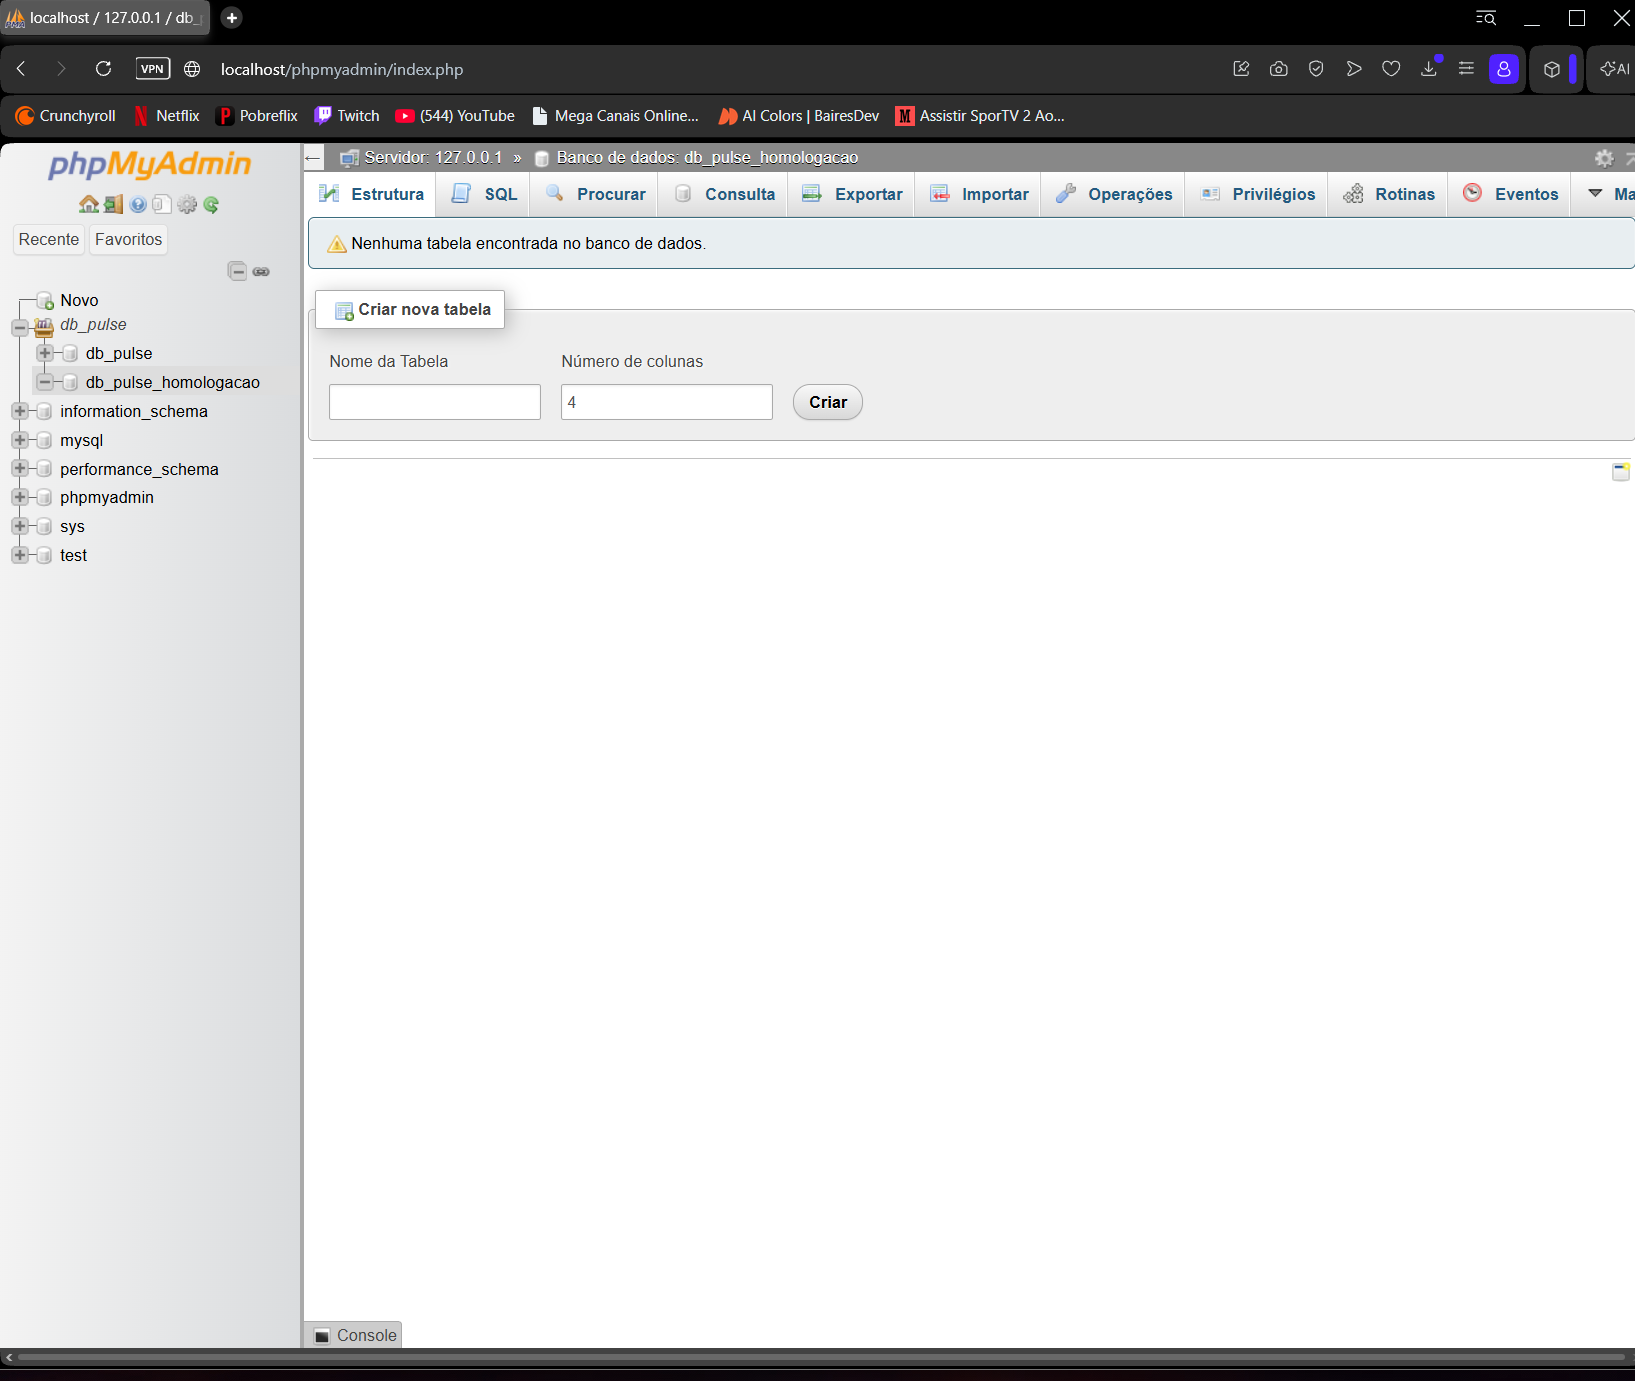 localhost / 127.0.0.1 / db_
VPN
localhost/phpmyadmin/index.php
AI
Crunchyroll
Netflix
Pobreflix
Twitch
(544) YouTube
Mega Canais Online...
AI Colors | BairesDev
Assistir SporTV 2 Ao...
phpMyAdmin
Recente
Favoritos
Novo
db_pulse
db_pulse
db_pulse_homologacao
information_schema
mysql
performance_schema
phpmyadmin
sys
test
Servidor: 127.0.0.1 » Banco de dados: db_pulse_homologacao
Estrutura
SQL
Procurar
Consulta
Exportar
Importar
Operações
Privilégios
Rotinas
Eventos
Ma
Nenhuma tabela encontrada no banco de dados.
Criar nova tabela
Nome da Tabela
Número de colunas
4
Criar
Console